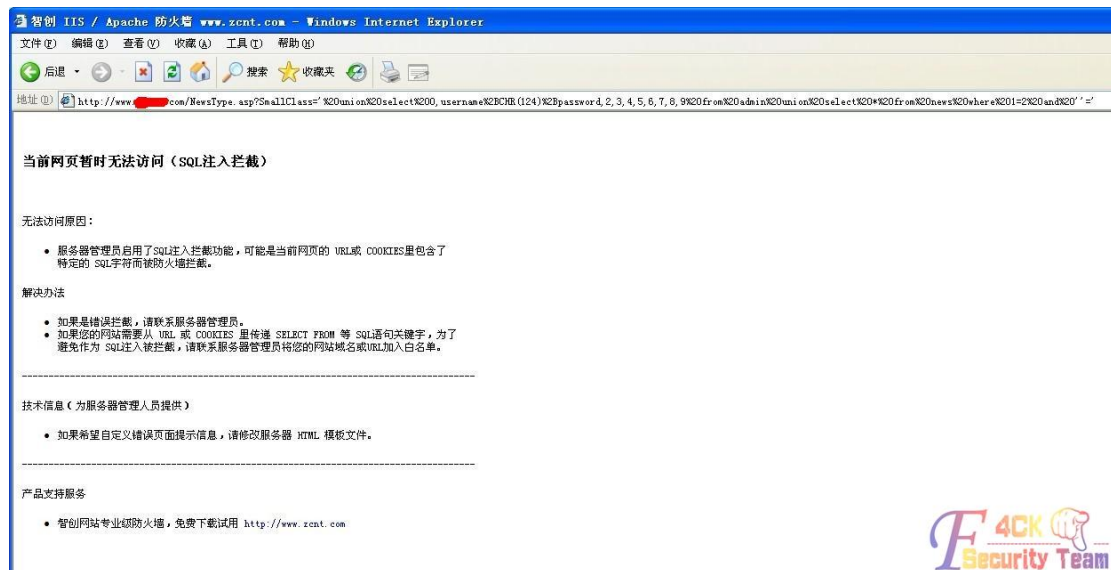 智创 IIS / Apache 防火墙 www.zcnt.com - Windows Internet Explorer
文件(F) 编辑(E) 查看(V) 收藏(A) 工具(T) 帮助(H)
后退 搜索 收藏夹
地址(D) http://www. com/NewsType.asp?SmallClass='%20union%20select%200,username%2BCHR(124)%2Bpassword,2,3,4,5,6,7,8,9%20from%20admin%20union%20select%20*%20from%20news%20where%201=2%20and%20''='
当前网页暂时无法访问（SQL注入拦截）
无法访问原因：
• 服务器管理员启用了SQL注入拦截功能，可能是当前网页的 URL或 COOKIES里包含了
特定的 SQL字符而被防火墙拦截。
解决办法
• 如果是错误拦截，请联系服务器管理员。
• 如果您的网站需要从 URL 或 COOKIES 里传递 SELECT FROM 等 SQL语句关键字，为了
避免作为 SQL注入被拦截，请联系服务器管理员将您的网站域名或URL加入白名单。
技术信息（为服务器管理人员提供）
• 如果希望自定义错误页面提示信息，请修改服务器 HTML 模板文件。
产品支持服务
• 智创网站专业级防火墙，免费下载试用 http://www.zcnt.com
F4CK
Security Team